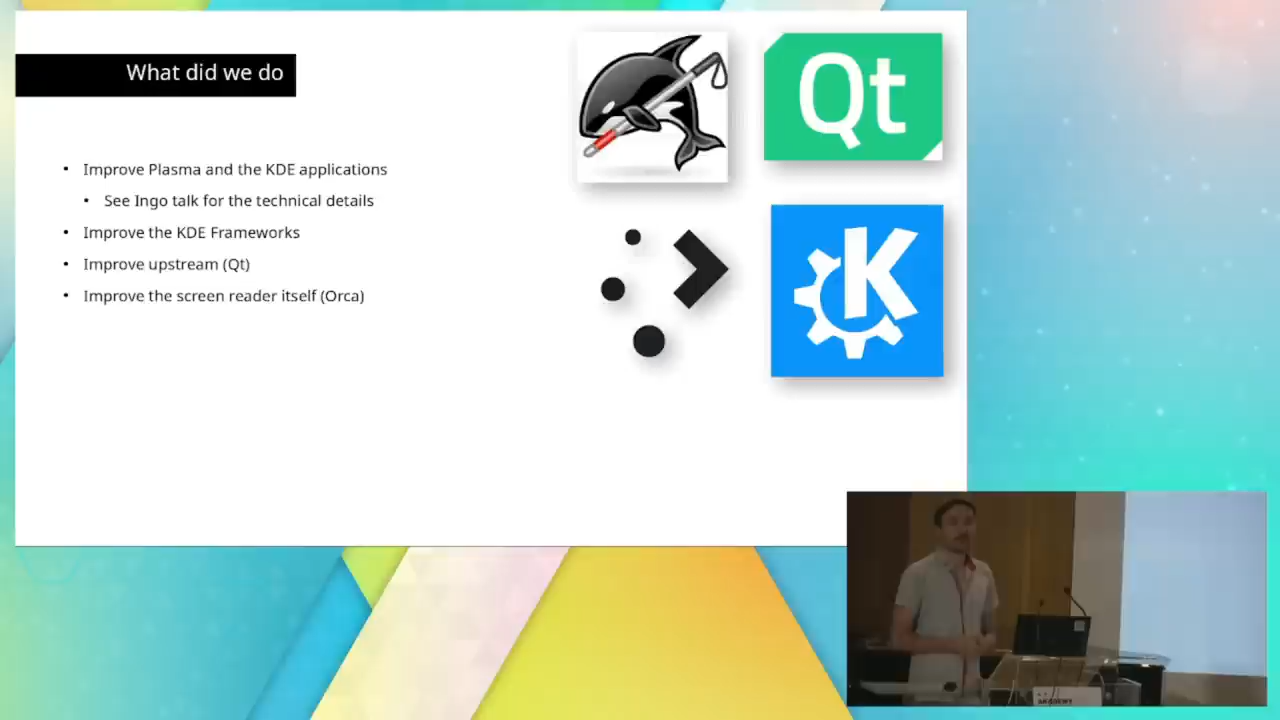 What did we do
Qt
K
• Improve Plasma and the KDE applications
• See Ingo talk for the technical details
• Improve the KDE Frameworks
• Improve upstream (Qt)
• Improve the screen reader itself (Orca)